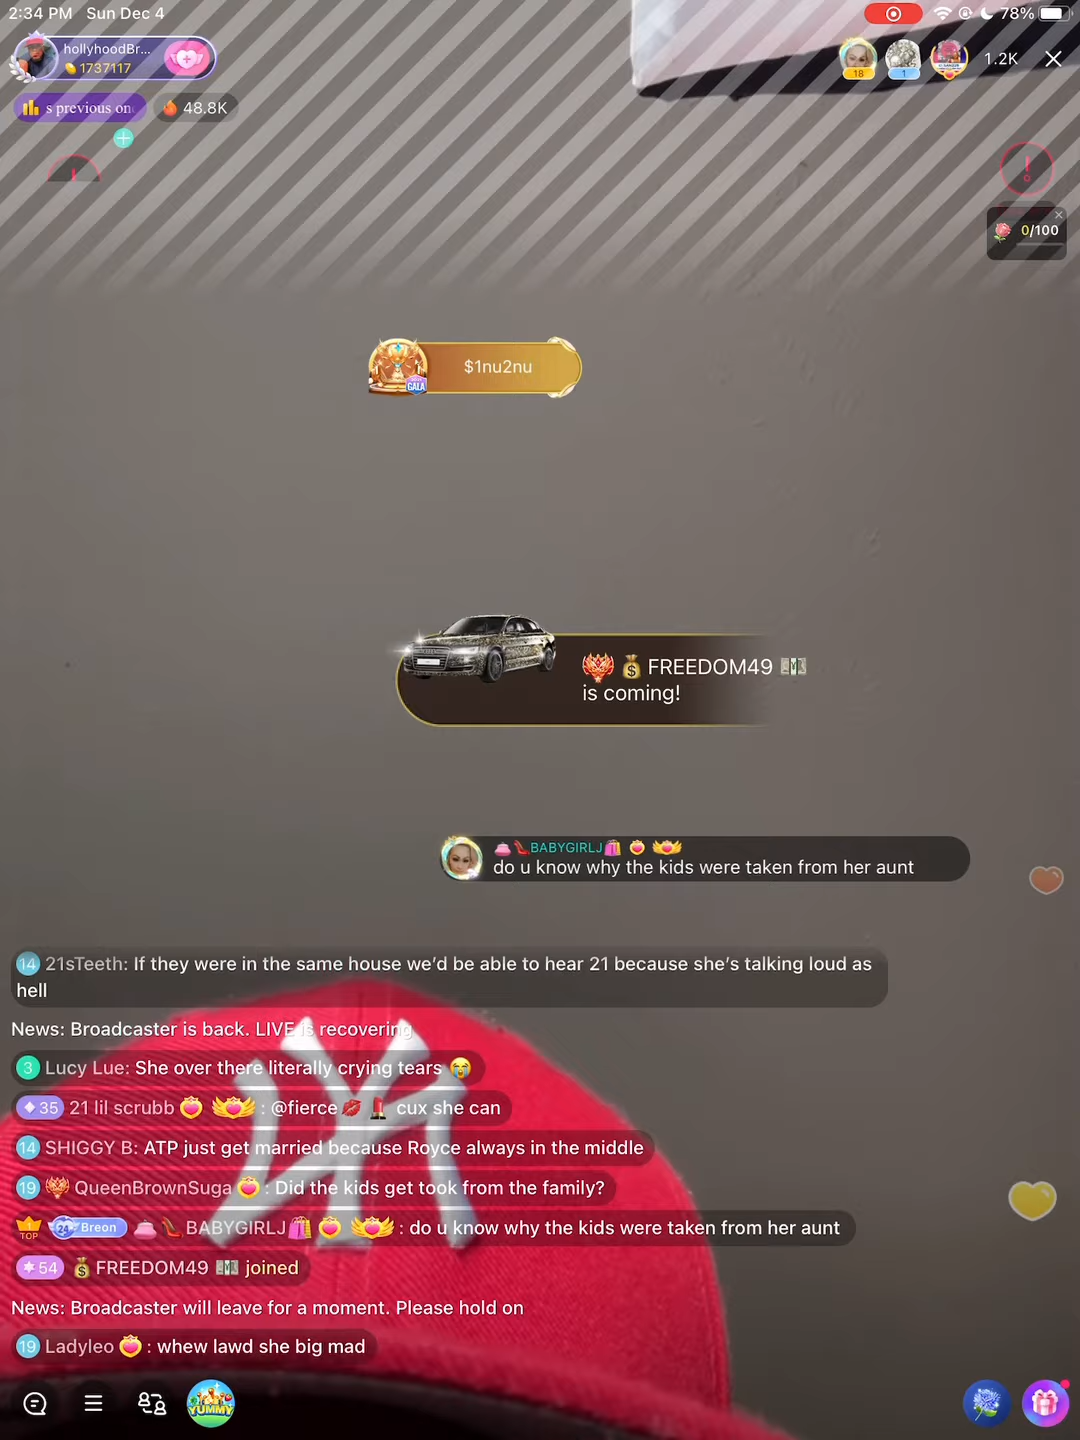 2:34 PM Sun Dec 4
78%
hollyhoodBr...
1737117
18
1
1.2K
s previous on
48.8K
0/100
GALA
$1nu2nu
💰 FREEDOM49 💵
is coming!
👛👠BABYGIRLJ🛍️
do u know why the kids were taken from her aunt
14 21sTeeth: If they were in the same house we'd be able to hear 21 because she's talking loud as
hell
News: Broadcaster is back. LIVE is recovering
3 Lucy Lue: She over there literally crying tears 😭
35 21 lil scrubb : @fierce💋💄 cux she can
14 SHIGGY B: ATP just get married because Royce always in the middle
19 QueenBrownSuga : Did the kids get took from the family?
TOP 24 Breon 👛👠BABYGIRLJ🛍️ : do u know why the kids were taken from her aunt
54 💰 FREEDOM49 💵 joined
News: Broadcaster will leave for a moment. Please hold on
19 Ladyleo : whew lawd she big mad
YUMMY
NY